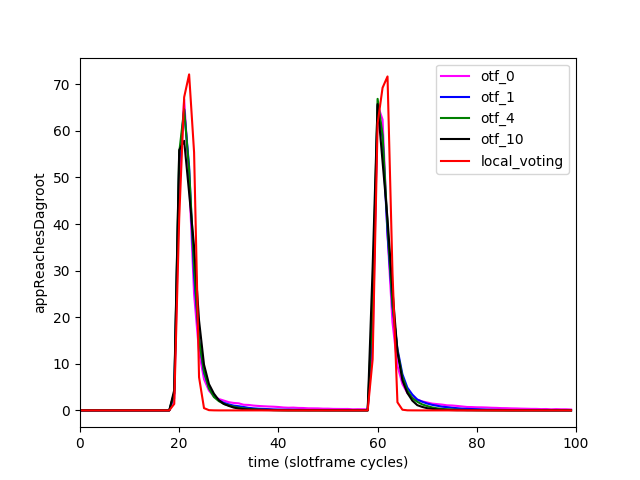 70
60
50
40
30
20
10
0
appReachesDagroot
0
20
40
60
80
100
time (slotframe cycles)
otf_0
otf_1
otf_4
otf_10
local_voting